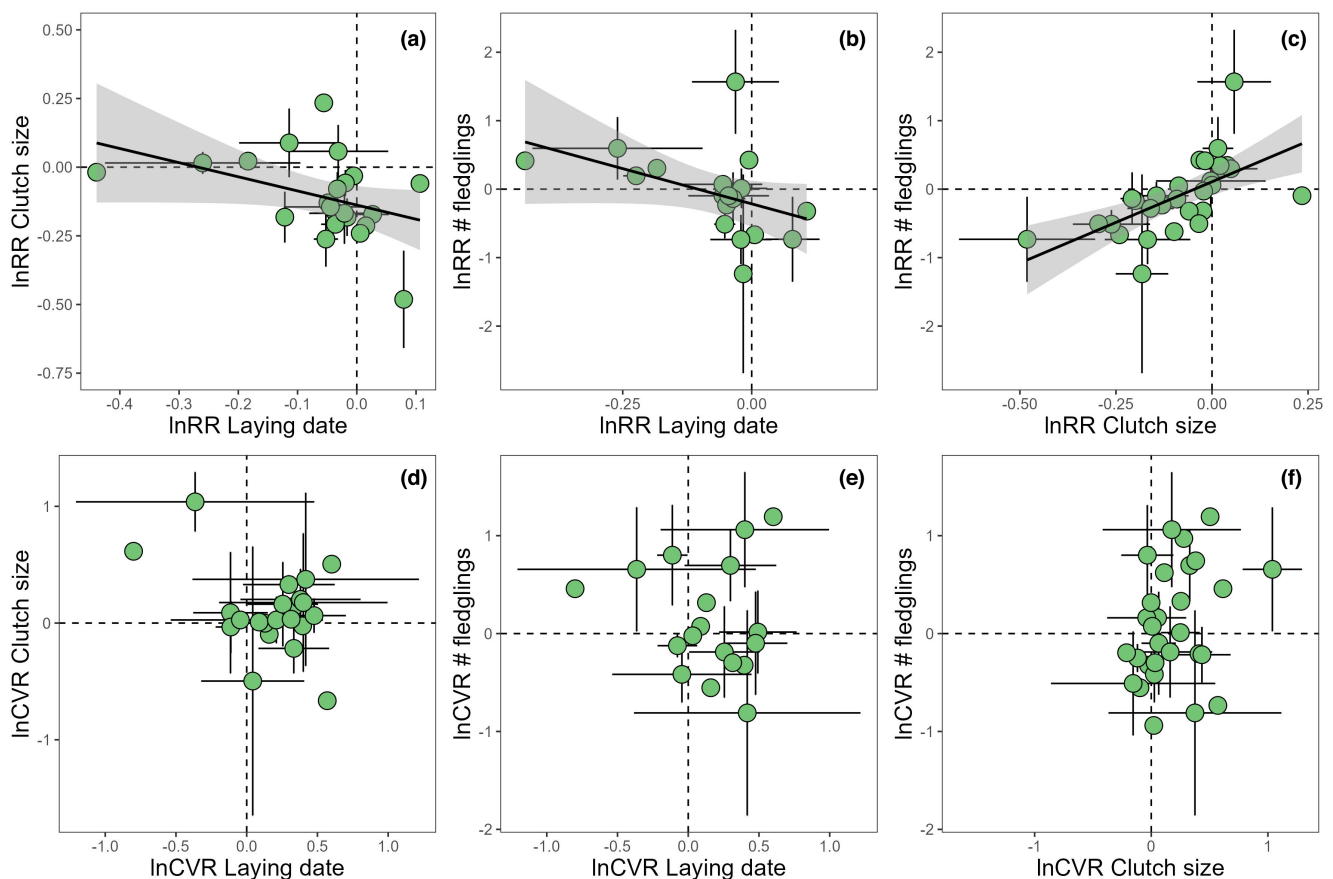 (a)
0.50
0.25
0.00
-0.25
-0.50
-0.75
lnRR Clutch size
-0.4 -0.3 -0.2 -0.1 0.0 0.1
lnRR Laying date
(b)
2
1
0
-1
-2
lnRR # fledglings
-0.25 0.00
lnRR Laying date
(c)
2
1
0
-1
-2
lnRR # fledglings
-0.50 -0.25 0.00 0.25
lnRR Clutch size
(d)
1
0
-1
lnCVR Clutch size
-1.0 -0.5 0.0 0.5 1.0
lnCVR Laying date
(e)
1
0
-1
-2
lnCVR # fledglings
-1.0 -0.5 0.0 0.5 1.0
lnCVR Laying date
(f)
1
0
-1
-2
lnCVR # fledglings
-1 0 1
lnCVR Clutch size